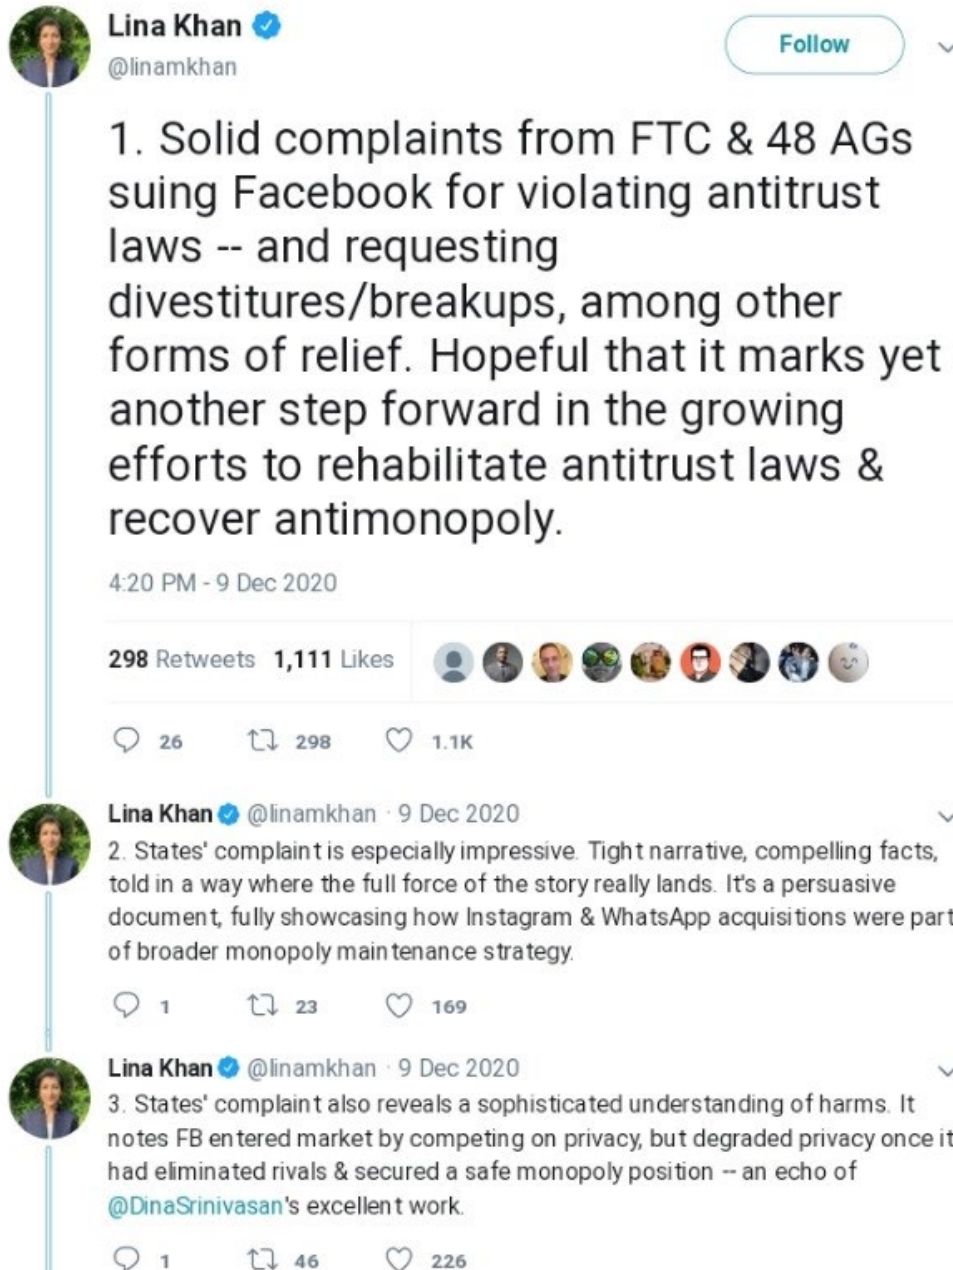 Lina Khan
Follow
@linamkhan
1. Solid complaints from FTC & 48 AGs
suing Facebook for violating antitrust
laws -- and requesting
divestitures/breakups, among other
forms of relief. Hopeful that it marks yet
another step forward in the growing
efforts to rehabilitate antitrust laws &
recover antimonopoly.
4:20 PM - 9 Dec 2020
298 Retweets 1,111 Likes
26 298 1.1K
Lina Khan @linamkhan · 9 Dec 2020
2. States' complaint is especially impressive. Tight narrative, compelling facts,
told in a way where the full force of the story really lands. It's a persuasive
document, fully showcasing how Instagram & WhatsApp acquisitions were part
of broader monopoly maintenance strategy.
1 23 169
Lina Khan @linamkhan · 9 Dec 2020
3. States' complaint also reveals a sophisticated understanding of harms. It
notes FB entered market by competing on privacy, but degraded privacy once it
had eliminated rivals & secured a safe monopoly position -- an echo of
@DinaSrinivasan's excellent work.
1 46 226